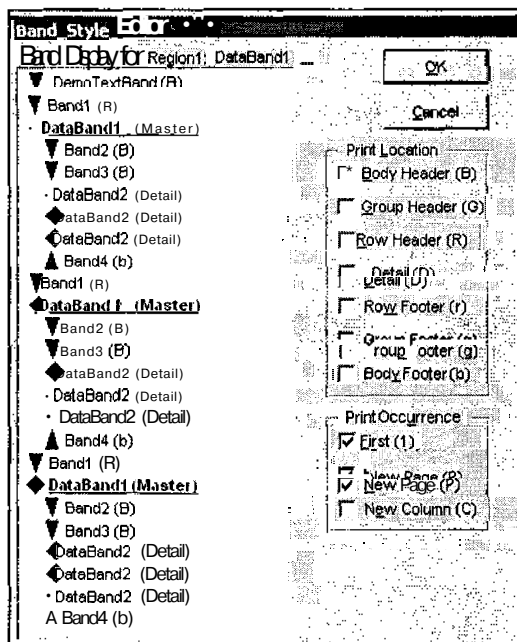 Band Style Editor
Band Display for Region1: DataBand1
DemoTextBand (B)
Band1 (R)
DataBand1 (Master)
Band2 (B)
Band3 (B)
DataBand2 (Detail)
DataBand2 (Detail)
DataBand2 (Detail)
Band4 (b)
Band1 (R)
DataBand1 (Master)
Band2 (B)
Band3 (B)
DataBand2 (Detail)
DataBand2 (Detail)
DataBand2 (Detail)
Band4 (b)
Band1 (R)
DataBand1 (Master)
Band2 (B)
Band3 (B)
DataBand2 (Detail)
DataBand2 (Detail)
DataBand2 (Detail)
Band4 (b)
OK
Cancel
Print Location
Body Header (B)
Group Header (G)
Row Header (R)
Detail (D)
Row Footer (r)
Group Footer (g)
Body Footer (b)
Print Occurrence
First (1)
New Page (P)
New Column (C)